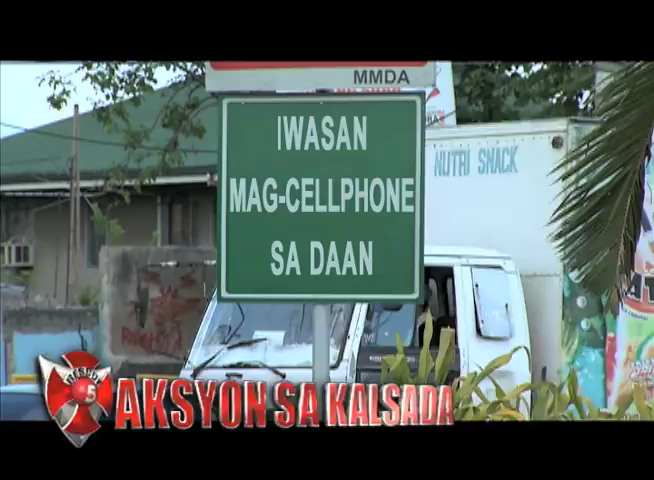 MMDA
IWASAN
MAG-CELLPHONE
SA DAAN
NUTRI SNACK
AKSYON SA KALSADA